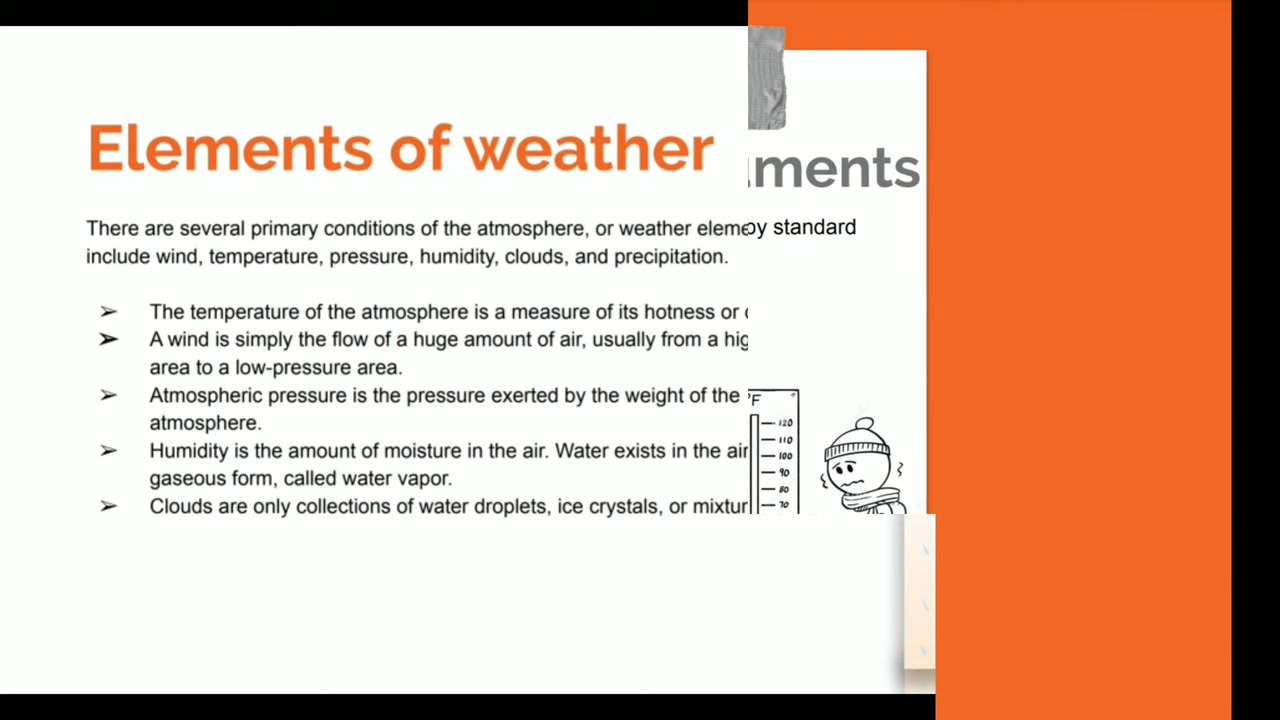 Elements of weather
There are several primary conditions of the atmosphere, or weather
by standard
include wind, temperature, pressure, humidity, clouds, and precipitation.
➢ The temperature of the atmosphere is a measure of its hotness or
➢ A wind is simply the flow of a huge amount of air, usually from a
area to a low-pressure area.
➢ Atmospheric pressure is the pressure exerted by the weight of the
atmosphere.
➢ Humidity is the amount of moisture in the air. Water exists in the air
gaseous form, called water vapor.
➢ Clouds are only collections of water droplets, ice crystals, or
°F
120
110
100
90
80
70